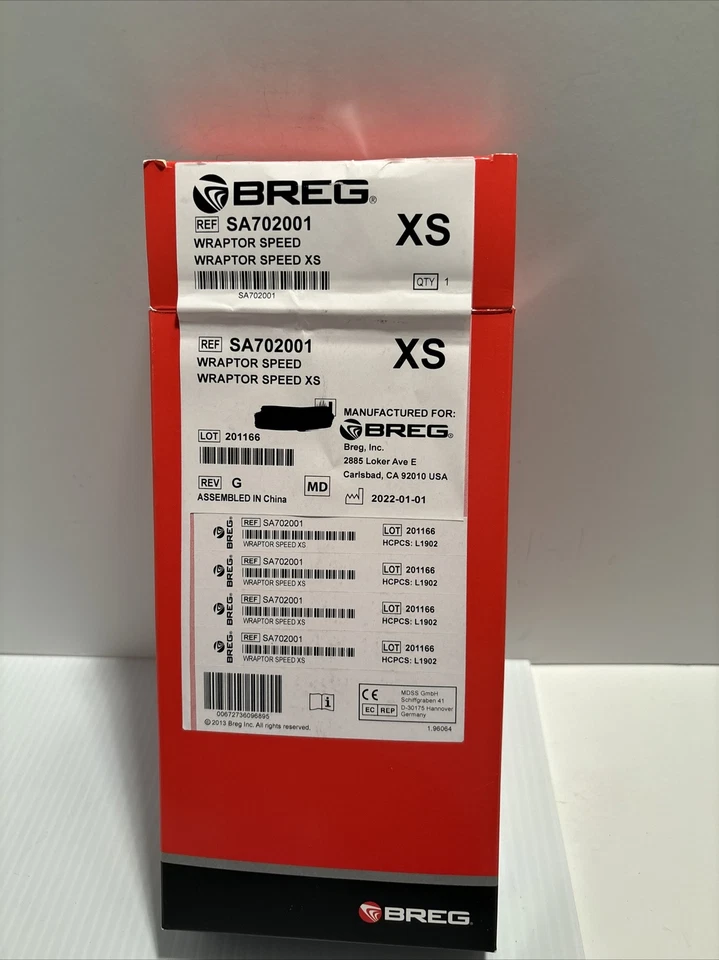 BREG®
REF SA702001
WRAPTOR SPEED
WRAPTOR SPEED XS
XS
SA702001
QTY 1
REF SA702001
WRAPTOR SPEED
WRAPTOR SPEED XS
XS
LOT 201166
MANUFACTURED FOR:
BREG®
Breg, Inc.
2885 Loker Ave E
Carlsbad, CA 92010 USA
REV G
MD
ASSEMBLED IN China
2022-01-01
BREG®
REF SA702001
WRAPTOR SPEED XS
LOT 201166
HCPCS: L1902
BREG®
REF SA702001
WRAPTOR SPEED XS
LOT 201166
HCPCS: L1902
BREG®
REF SA702001
WRAPTOR SPEED XS
LOT 201166
HCPCS: L1902
BREG®
REF SA702001
WRAPTOR SPEED XS
LOT 201166
HCPCS: L1902
00672736096895
© 2013 Breg Inc. All rights reserved.
i
CE
EC REP
MDSS GmbH
Schiffgraben 41
D-30175 Hannover
Germany
1.96064
BREG